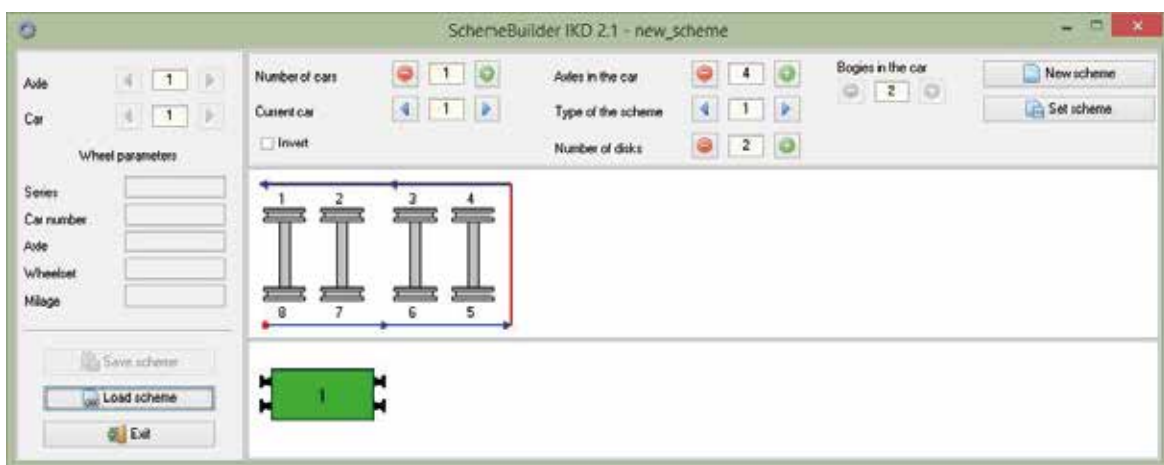 SchemeBuilder IKD 2.1 - new_scheme
Axle 1
Car 1
Wheel parameters
Series
Car number
Axle
Wheelset
Milage
Save scheme
Load scheme
Exit
Number of cars 1
Current car 1
Invert
Axles in the car 4
Type of the scheme 1
Number of disks 2
Bogies in the car
2
New scheme
Set scheme
1 2 3 4
8 7 6 5
1